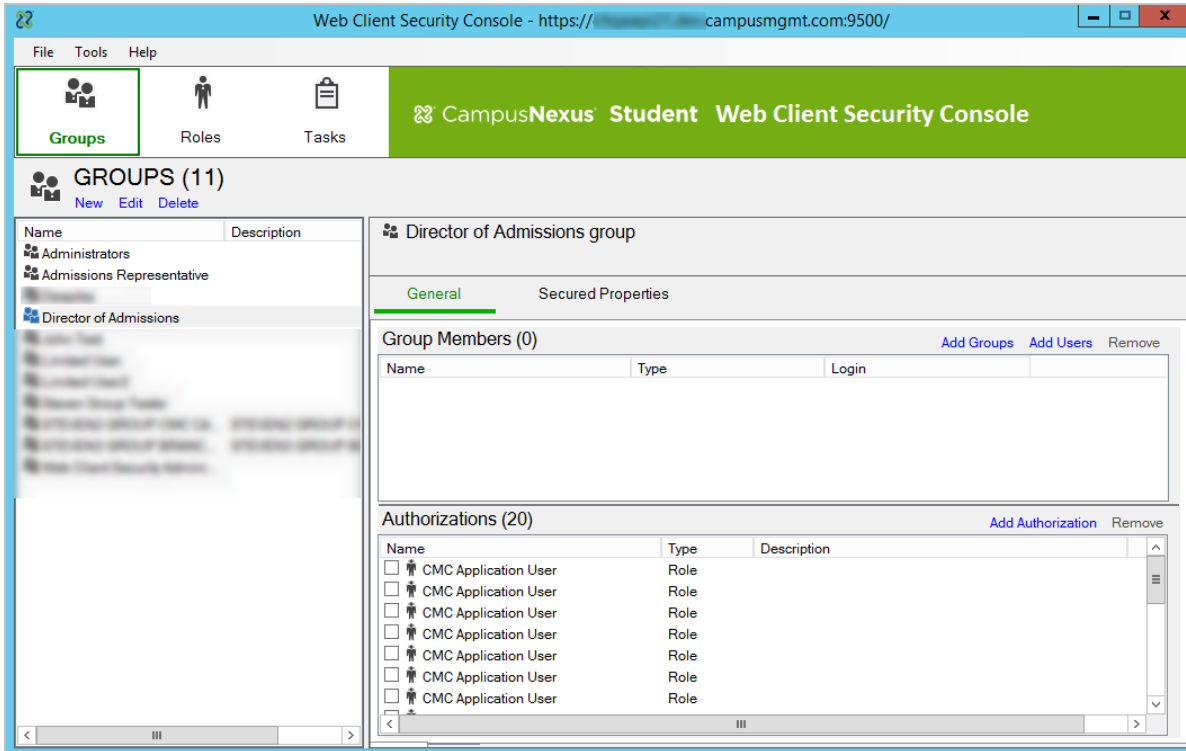 Web Client Security Console - https:// campusmgmt.com:9500/
File Tools Help
Groups Roles Tasks
CampusNexus Student Web Client Security Console
GROUPS (11)
New Edit Delete
Name Description
Administrators
Admissions Representative
Director of Admissions
Director of Admissions group
General Secured Properties
Group Members (0) Add Groups Add Users Remove
Name Type Login
Authorizations (20) Add Authorization Remove
Name Type Description
CMC Application User Role
CMC Application User Role
CMC Application User Role
CMC Application User Role
CMC Application User Role
CMC Application User Role
CMC Application User Role